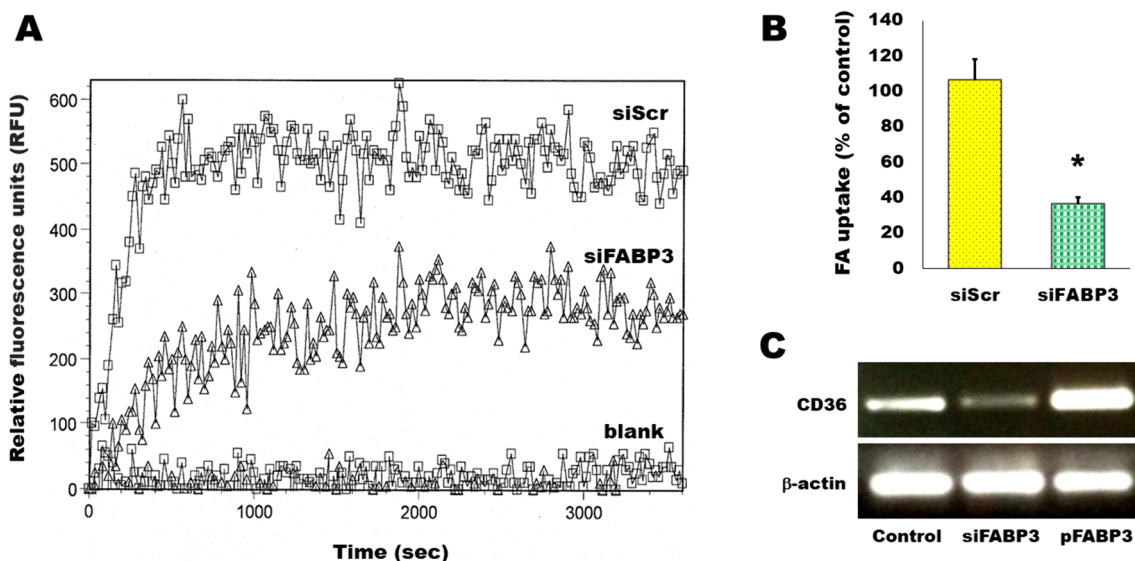 A
Relative fluorescence units (RFU)
600
500
400
300
200
100
0
siScr
siFABP3
blank
0
1000
2000
3000
Time (sec)
B
FA uptake (% of control)
140
120
100
80
60
40
20
0
*
siScr
siFABP3
C
CD36
β-actin
Control
siFABP3
pFABP3